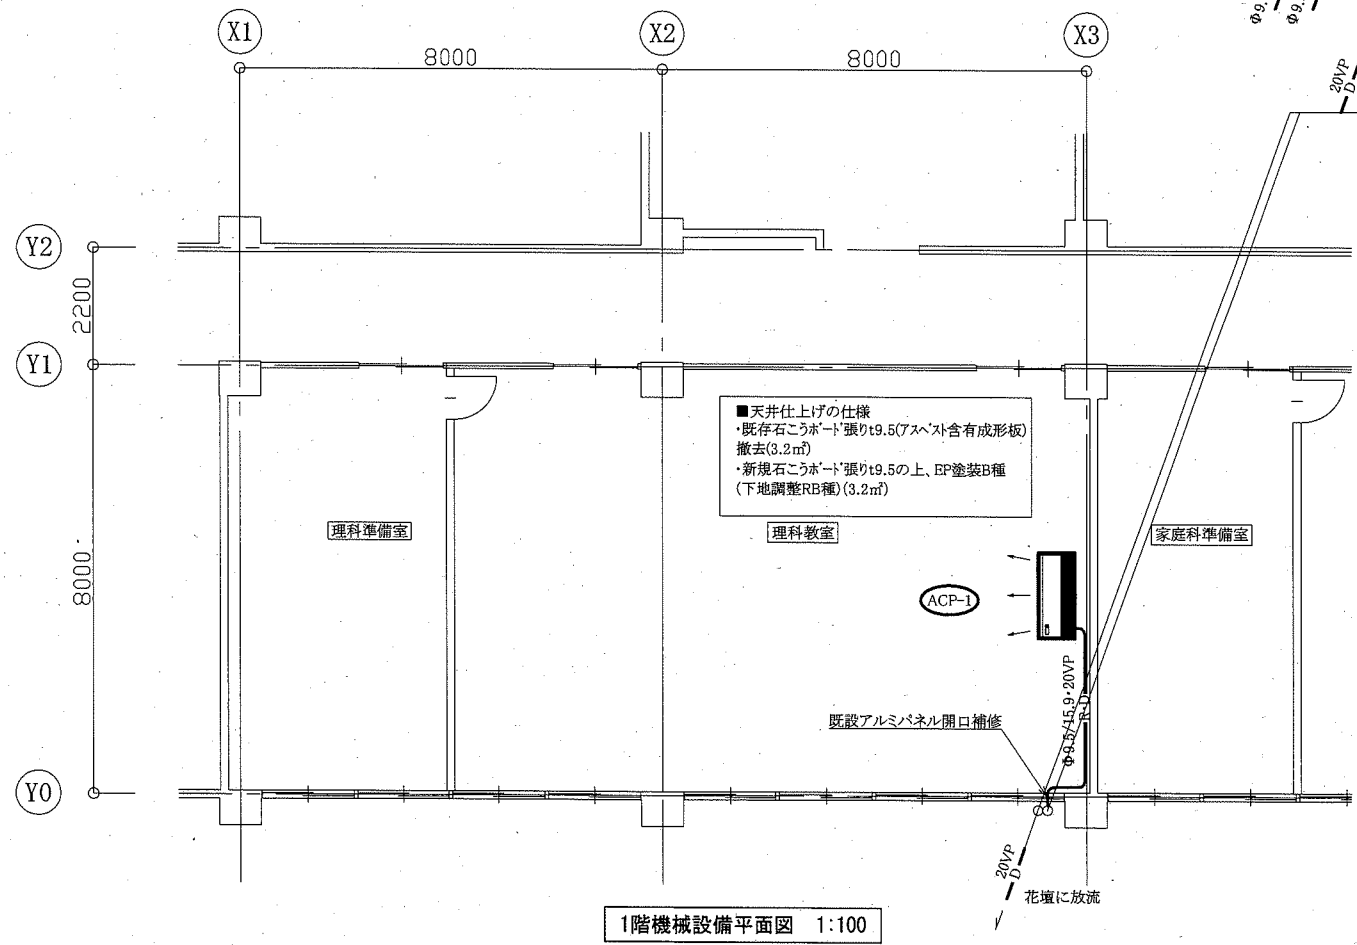 X1
X2
X3
8000
8000
Φ9.
Φ9.
20VP
D
Y2
2200
Y1
■天井仕上げの仕様
・既存石こうボード張りt9.5(アスベスト含有成形板)
撤去(3.2㎡)
・新規石こうボード張りt9.5の上、EP塗装B種
(下地調整RB種)(3.2㎡)
理科準備室
理科教室
家庭科準備室
8000
ACP-1
Φ9.5/15.9・20VP
R・D
既設アルミパネル開口補修
Y0
20VP
D
花壇に放流
1階機械設備平面図 1:100